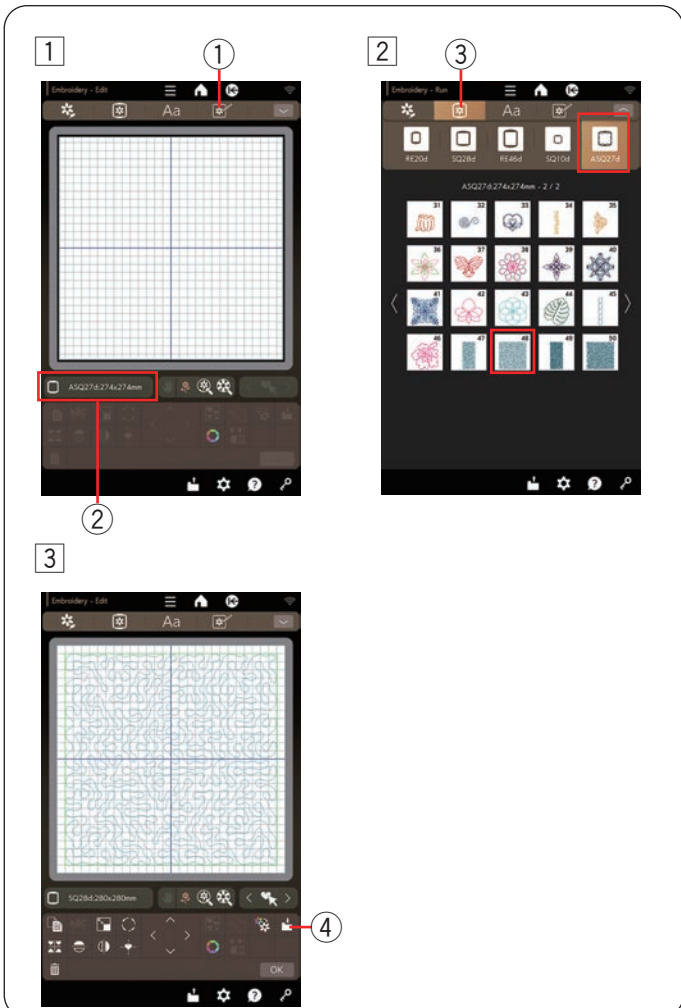 1
①
2
③
Embroidery - Edit
Aa
ASQ27d:274x274mm
②
Embroidery - Run
Aa
RE20d SQ28d RE46d SQ10d ASQ27d
ASQ27d:274x274mm - 2 / 2
31 32 33 34 35
36 37 38 39 40
41 42 43 44 45
46 47 48 49 50
3
Embroidery - Edit
Aa
SQ28d:280x280mm
④
OK